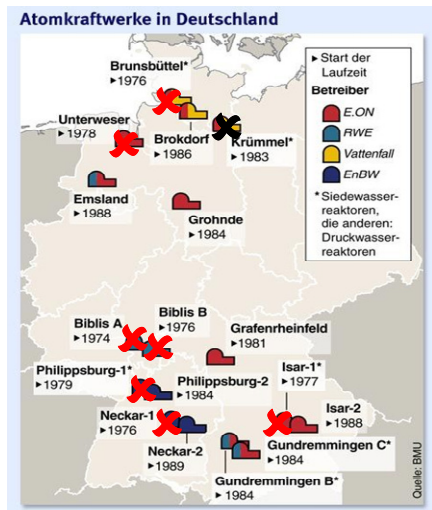 Atomkraftwerke in Deutschland
Brunsbüttel*
►1976
Unterweser
►1978
Brokdorf
►1986
Krümmel*
►1983
Emsland
►1988
Grohnde
►1984
►Start der
Laufzeit
Betreiber
E.ON
RWE
Vattenfall
EnBW
*Siedewasser-
reaktoren,
die anderen:
Druckwasser-
reaktoren
Biblis A
►1974
Biblis B
►1976
Grafenrheinfeld
►1981
Philippsburg-1*
►1979
Philippsburg-2
►1984
Isar-1*
►1977
Neckar-1
►1976
Isar-2
►1988
Neckar-2
►1989
Gundremmingen C*
►1984
Gundremmingen B*
►1984
Quelle: BMU